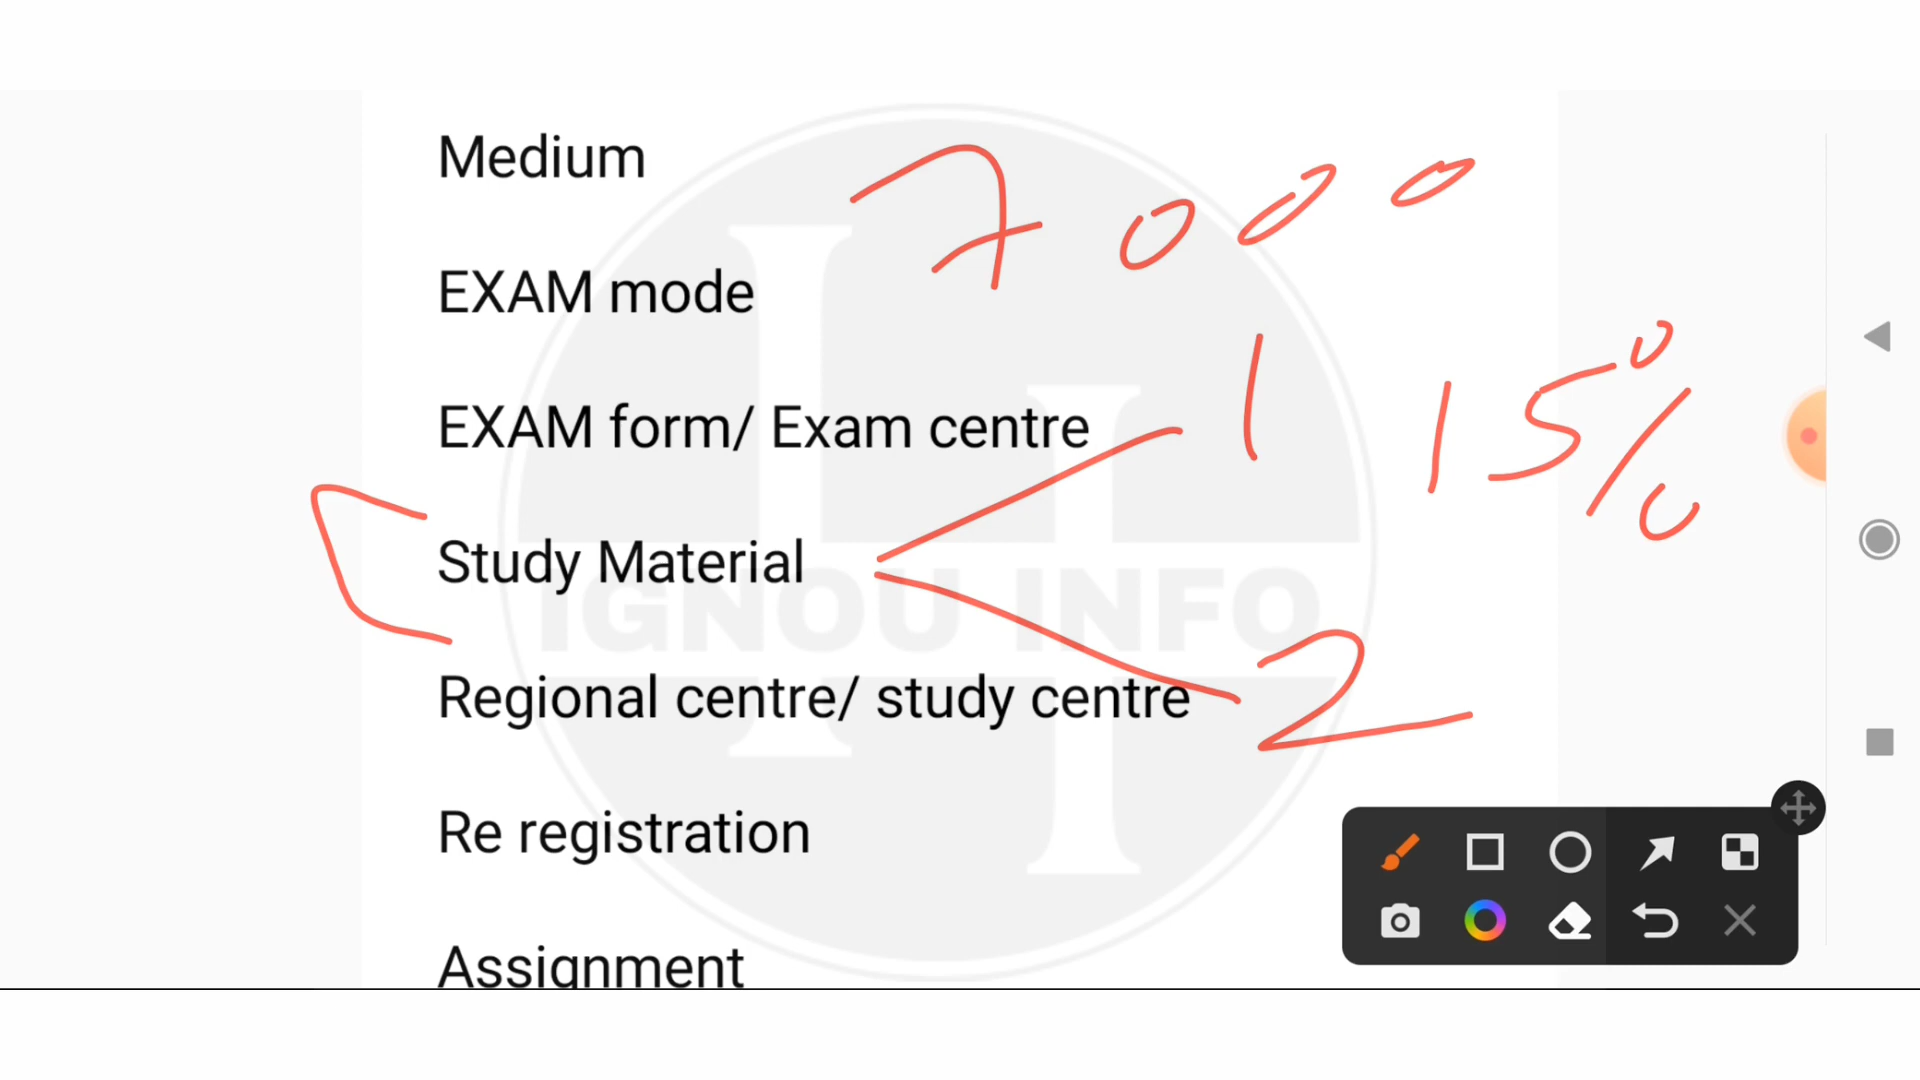 Medium
7000
EXAM mode
EXAM form/ Exam centre
1 15%
Study Material
IGNOU INFO
Regional centre/ study centre
2
Re registration
Assignment